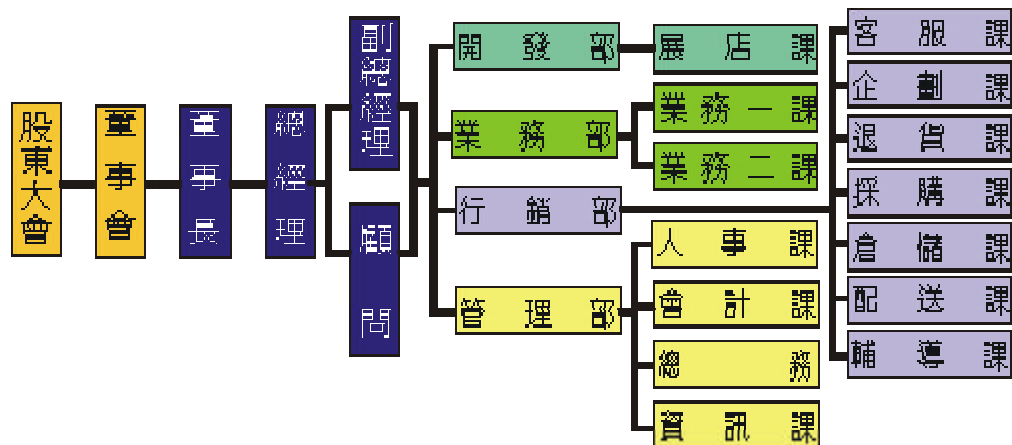 股東大會
董事會
董事長
總經理
副總經理
顧問
開發部
展店課
業務部
業務一課
業務二課
行銷部
客服課
企劃課
退貨課
採購課
倉儲課
配送課
輔導課
管理部
人事課
會計課
總務
資訊課